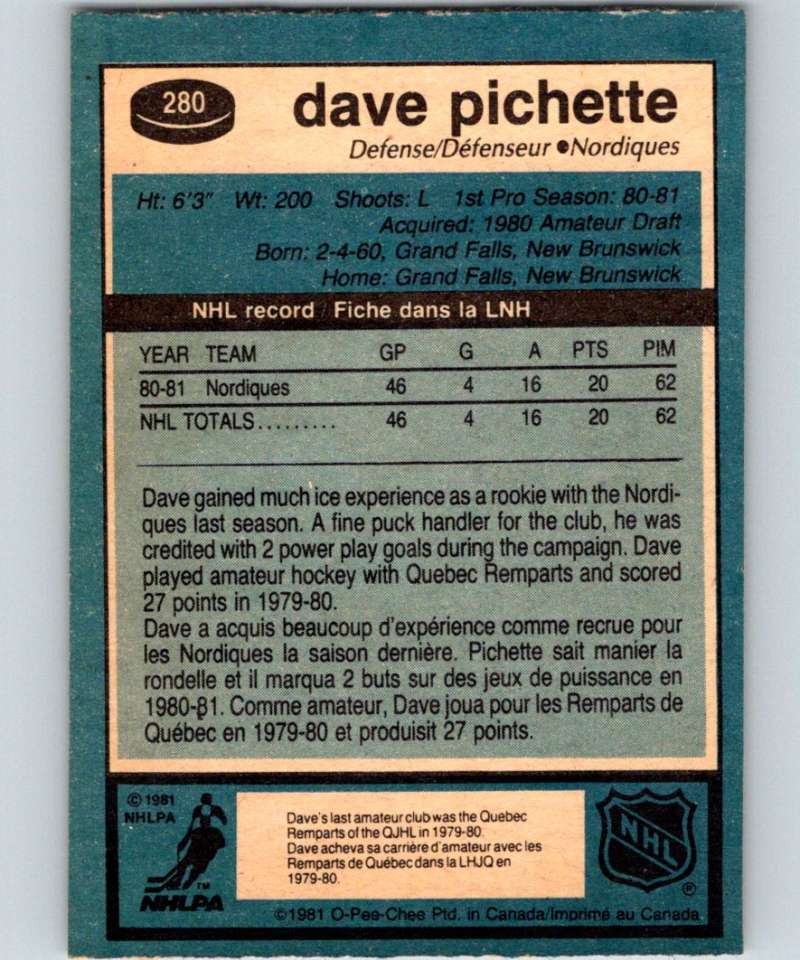 280
dave pichette
Defense/Défenseur ●Nordiques
Ht: 6'3" Wt: 200 Shoots: L 1st Pro Season: 80-81
Acquired: 1980 Amateur Draft
Born: 2-4-60, Grand Falls, New Brunswick
Home: Grand Falls, New Brunswick
NHL record / Fiche dans la LNH
YEAR TEAM GP G A PTS PIM
80-81 Nordiques 46 4 16 20 62
NHL TOTALS......... 46 4 16 20 62
Dave gained much ice experience as a rookie with the Nordi-
ques last season. A fine puck handler for the club, he was
credited with 2 power play goals during the campaign. Dave
played amateur hockey with Quebec Remparts and scored
27 points in 1979-80.
Dave a acquis beaucoup d'expérience comme recrue pour
les Nordiques la saison dernière. Pichette sait manier la
rondelle et il marqua 2 buts sur des jeux de puissance en
1980-81. Comme amateur, Dave joua pour les Remparts de
Québec en 1979-80 et produisit 27 points.
© 1981
NHLPA
TM
NHLPA
Dave's last amateur club was the Quebec
Remparts of the QJHL in 1979-80.
Dave acheva sa carrière d'amateur avec les
Remparts de Québec dans la LHJQ en
1979-80.
NHL
®
©1981 O-Pee-Chee Ptd. in Canada/Imprimé au Canada